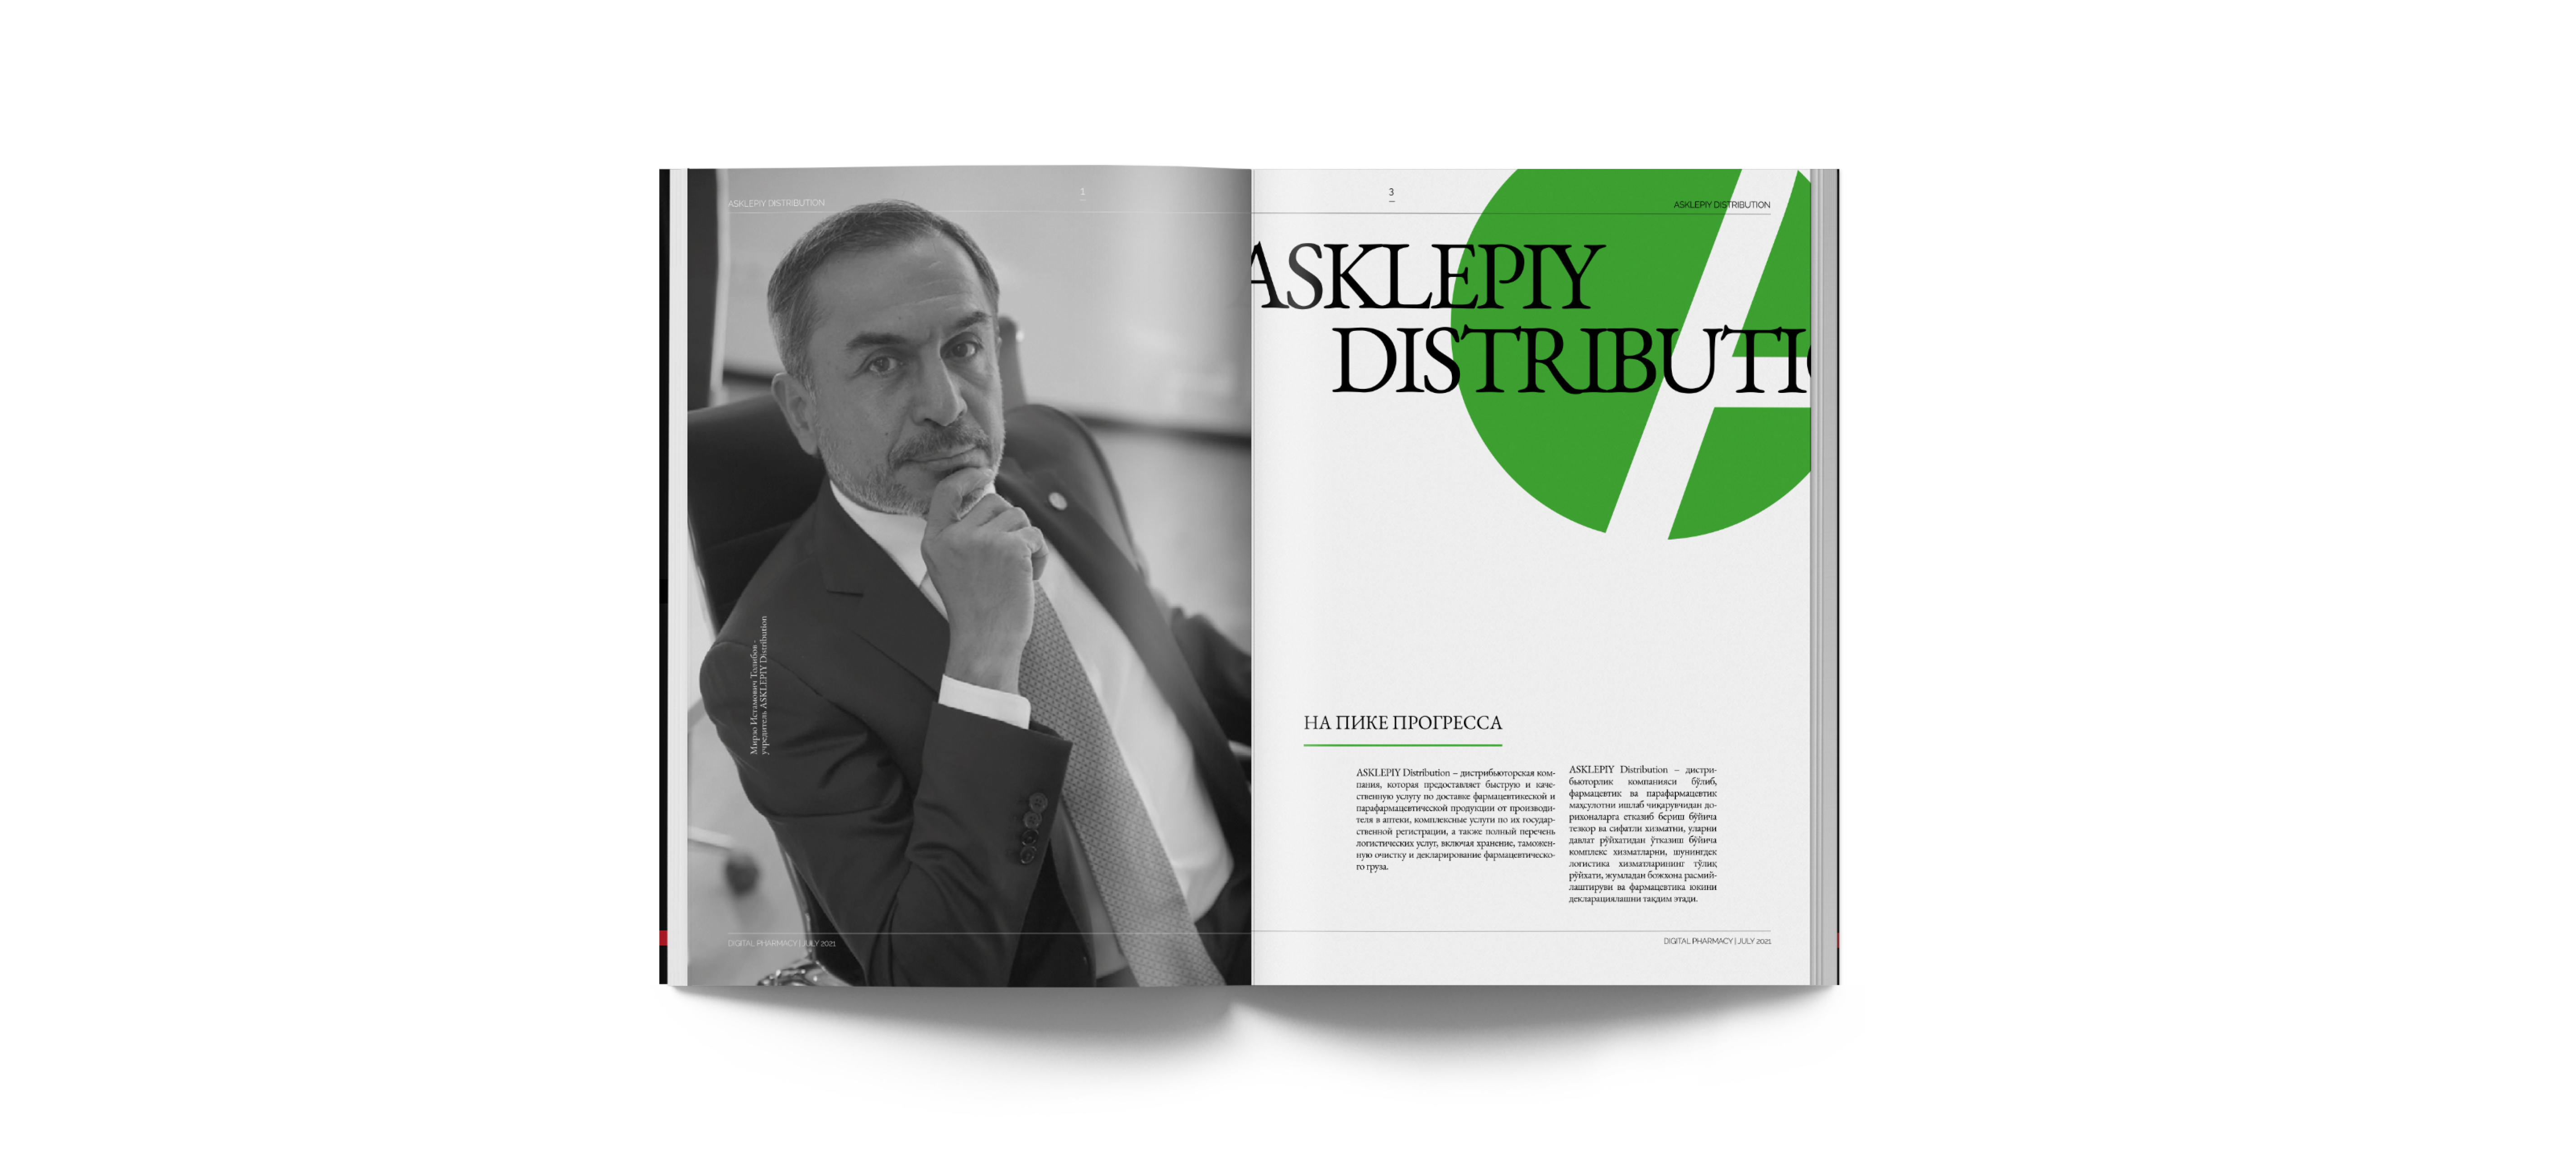 ASKLEPIY DISTRIBUTION
1
Мирзо Истамович Толибов -
учредитель ASKLEPIY Distribution
DIGITAL PHARMACY | JULY 2021
3
ASKLEPIY DISTRIBUTION
ASKLEPIY
DISTRIBUTI
НА ПИКЕ ПРОГРЕССА
ASKLEPIY Distribution – дистрибьюторская ком-
пания, которая предоставляет быструю и каче-
ственную услугу по доставке фармацевтикеской и
парафармацевтической продукции от производи-
теля в аптеки, комплексные услуги по их государ-
ственной регистрации, а также полный перечень
логистических услуг, включая хранение, таможен-
ную очистку и декларирование фармацевтическо-
го груза.
ASKLEPIY Distribution – дистри-
бьюторлик компанияси бўлиб,
фармацевтик ва парафармацевтик
маҳсулотни ишлаб чиқарувчидан до-
рихоналарга етказиб бериш бўйича
тезкор ва сифатли хизматни, уларни
давлат рўйхатидан ўтказиш бўйича
комплекс хизматларни, шунингдек
логистика хизматларининг тўлиқ
рўйхати, жумладан божхона расмий-
лаштируви ва фармацевтика юкини
декларациялашни тақдим этади.
DIGITAL PHARMACY | JULY 2021